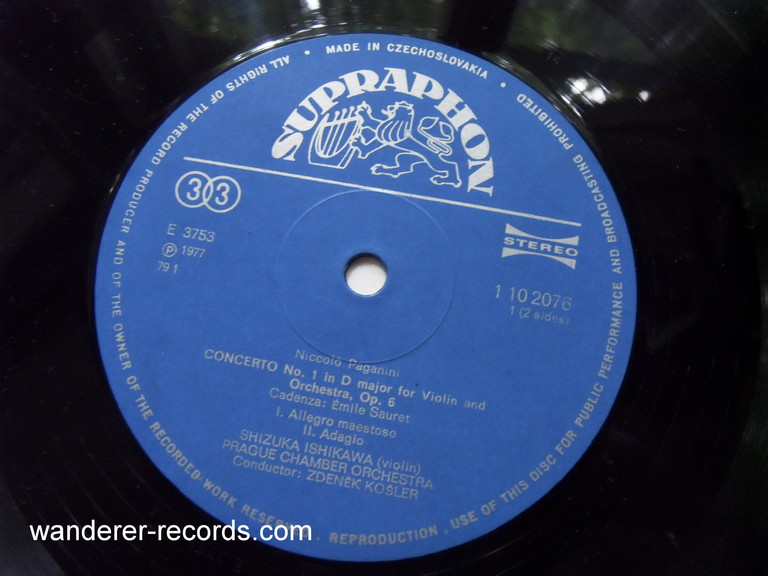 MADE IN CZECHOSLOVAKIA • ALL RIGHTS OF THE RECORD PRODUCER AND OF THE OWNER OF THE RECORDED WORK RESERVED. REPRODUCTION . USE OF THIS DISC FOR PUBLIC PERFORMANCE AND BROADCASTING PROHIBITED •
SUPRAPHON
33
STEREO
E 3753
Ⓟ 1977
79 1
1 10 2076
1 (2 sides)
Niccolò Paganini
CONCERTO No. 1 in D major for Violin and
Orchestra, Op. 6
Cadenza: Émile Sauret
I. Allegro maestoso
II. Adagio
SHIZUKA ISHIKAWA (violin)
PRAGUE CHAMBER ORCHESTRA
Conductor: ZDENĚK KOŠLER
wanderer-records.com